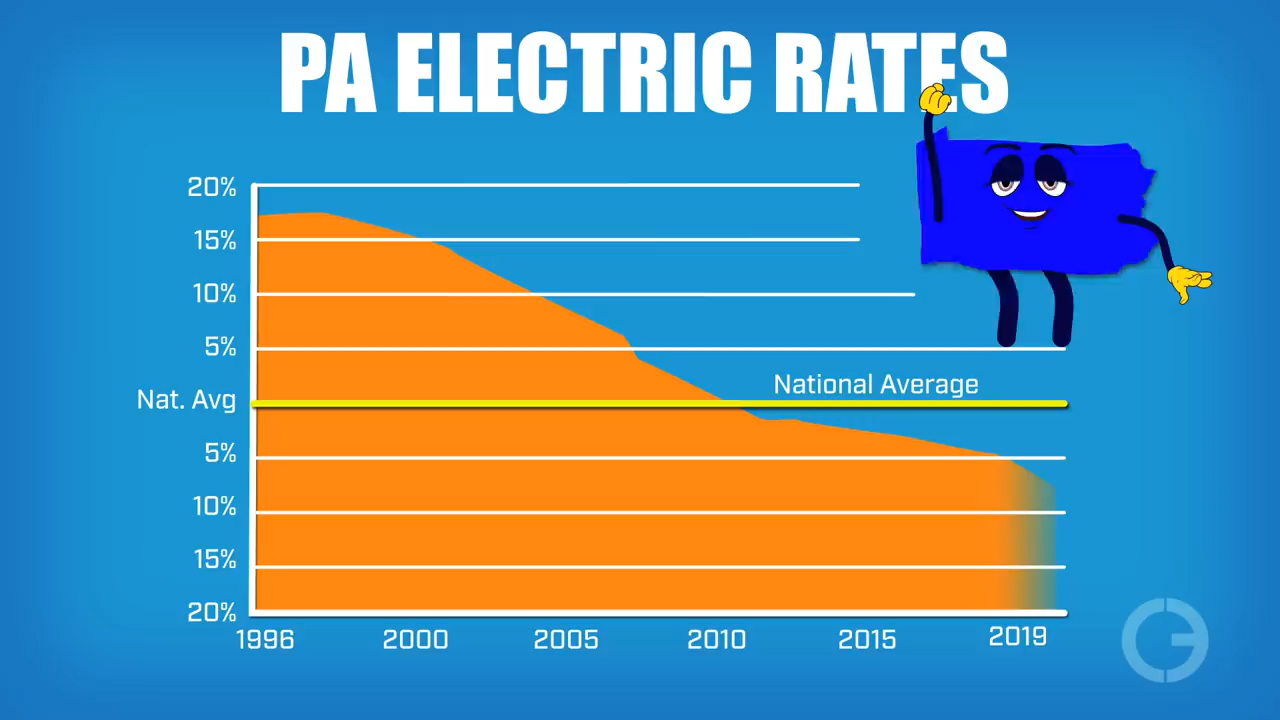 PA ELECTRIC RATES
20%
15%
10%
5%
National Average
Nat. Avg
5%
10%
15%
20%
1996 2000 2005 2010 2015 2019